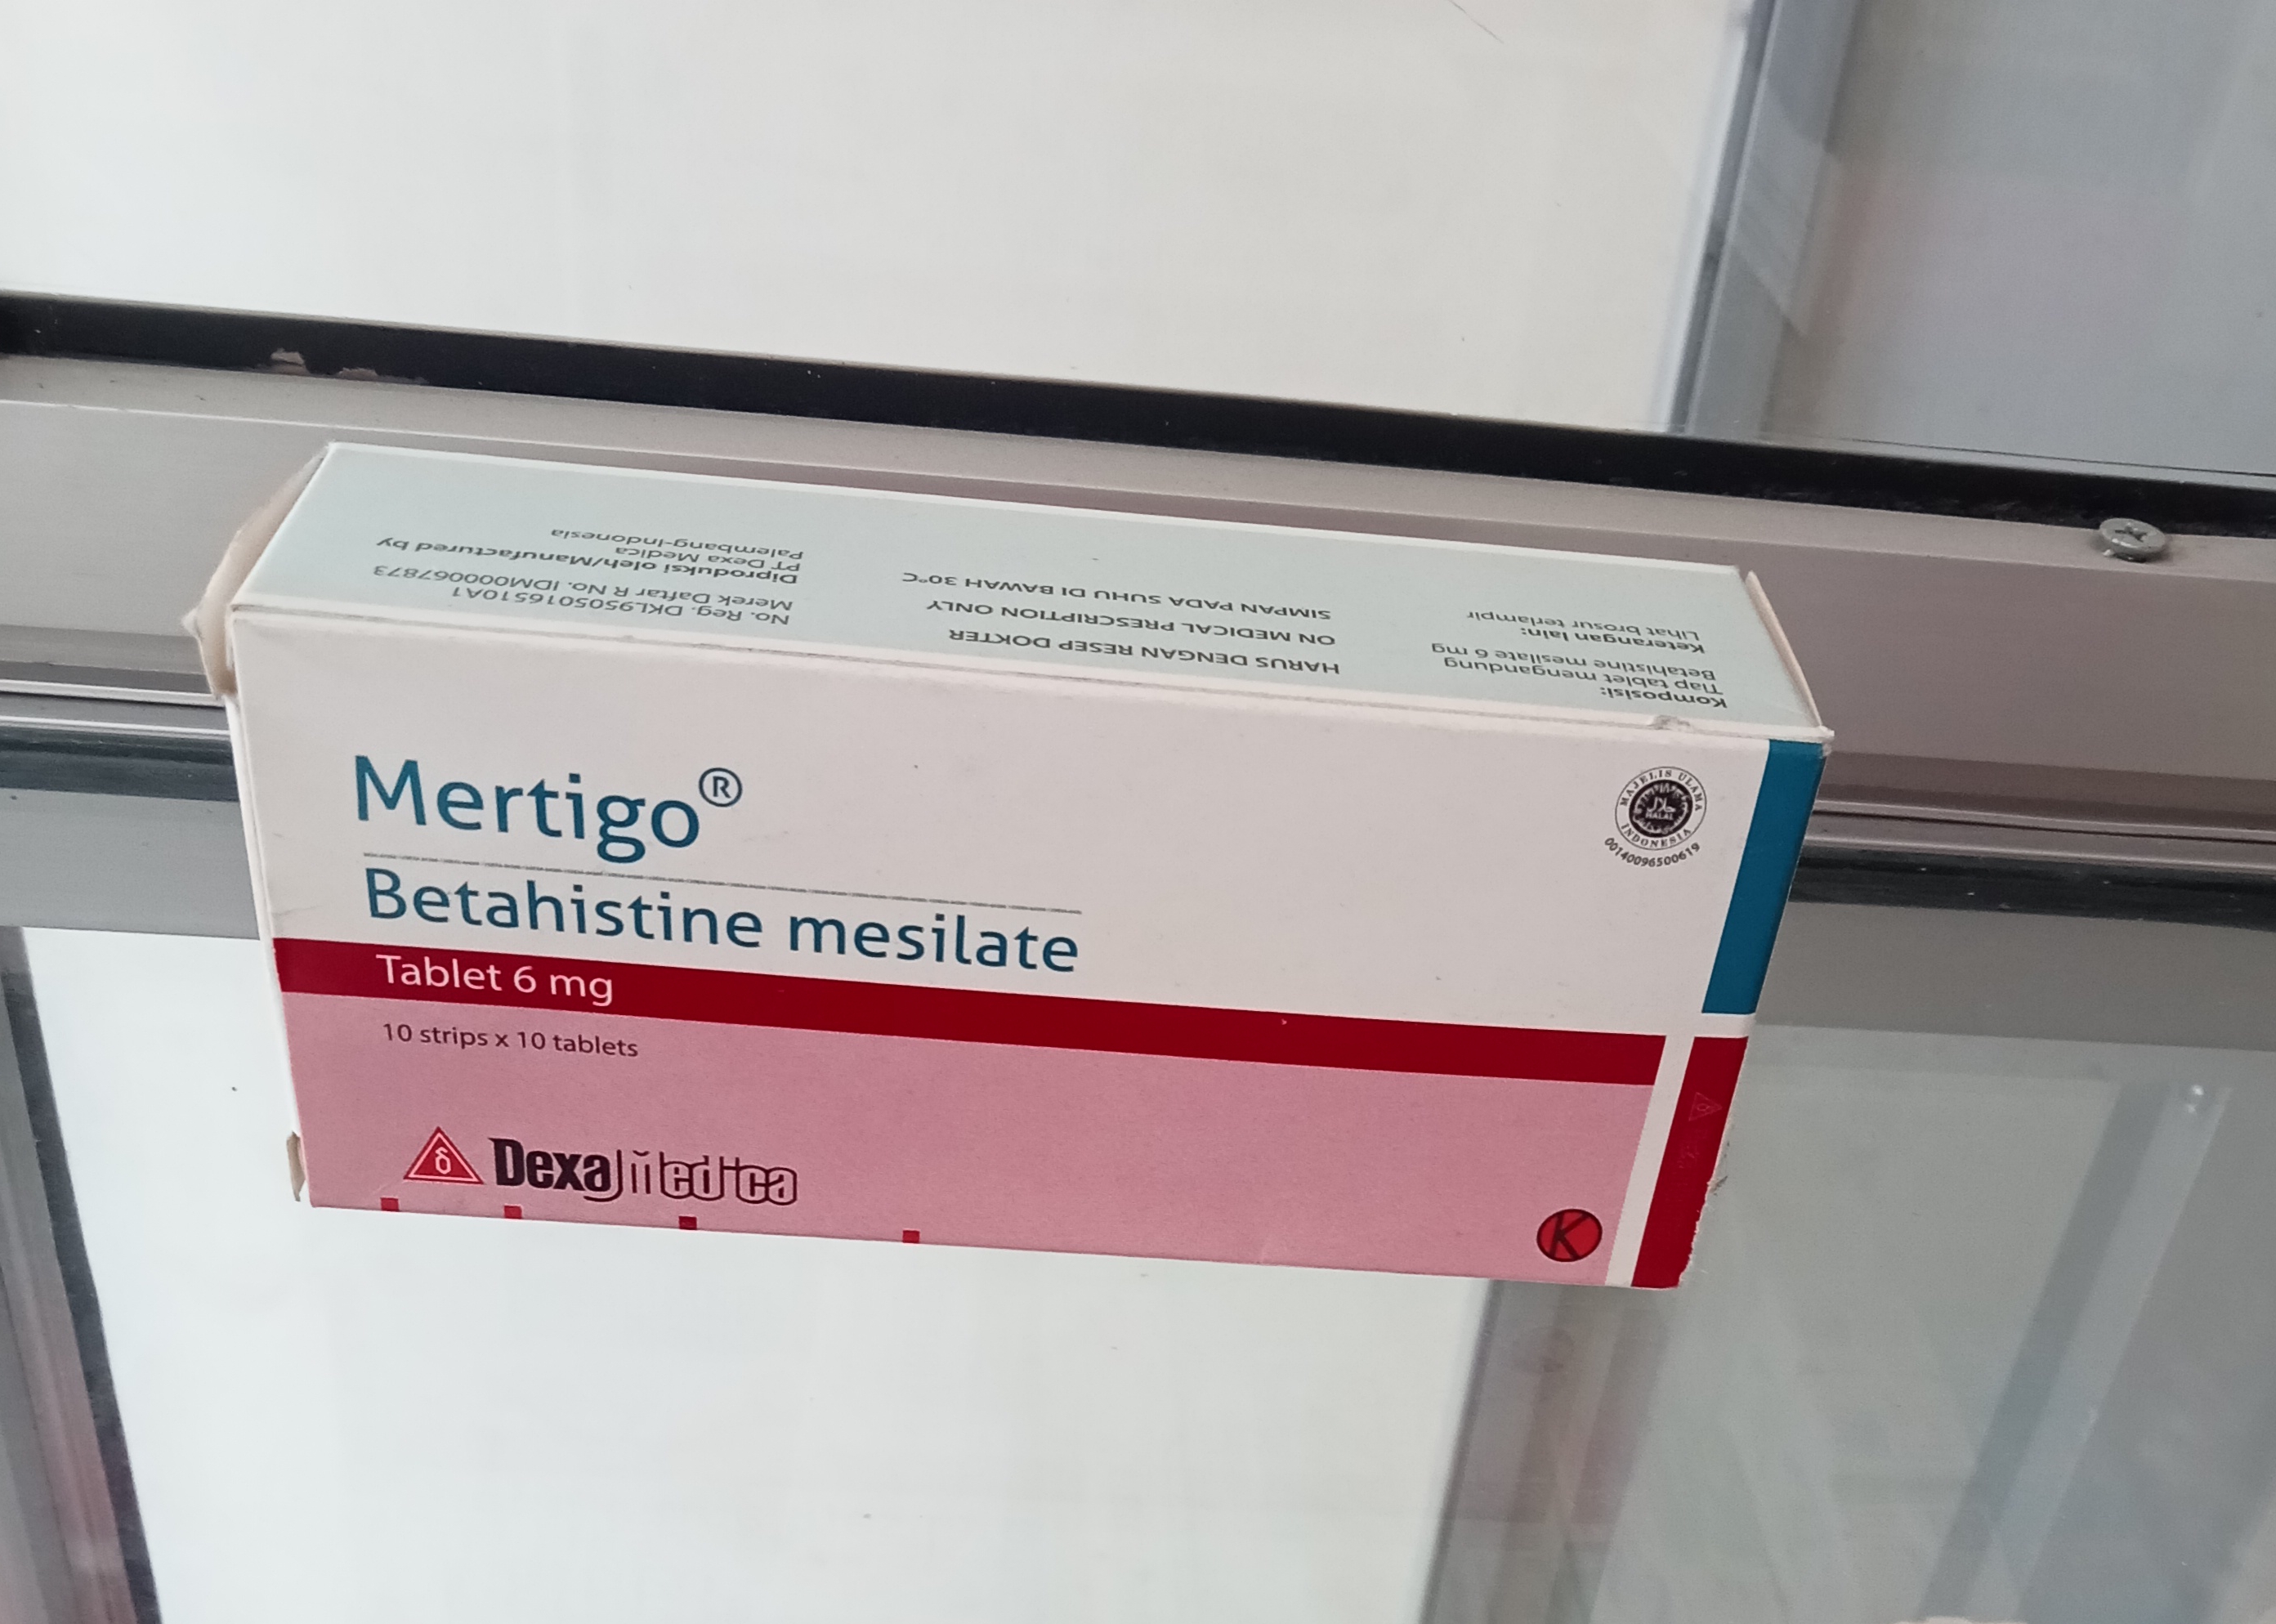 Mertigo®
Betahistine mesilate
Tablet 6 mg
10 strips x 10 tablets
Dexa Medica
K
MAJELIS ULAMA
INDONESIA
حلال
HALAL
00140096500619
Komposisi:
Tiap tablet mengandung
Betahistine mesilate 6 mg
Keterangan lain:
Lihat brosur terlampir
HARUS DENGAN RESEP DOKTER
ON MEDICAL PRESCRIPTION ONLY
SIMPAN PADA SUHU DI BAWAH 30°C
No. Reg. DKL9505016510A1
Merek Daftar R No. IDM000067873
Diproduksi oleh/Manufactured by
PT Dexa Medica
Palembang-Indonesia